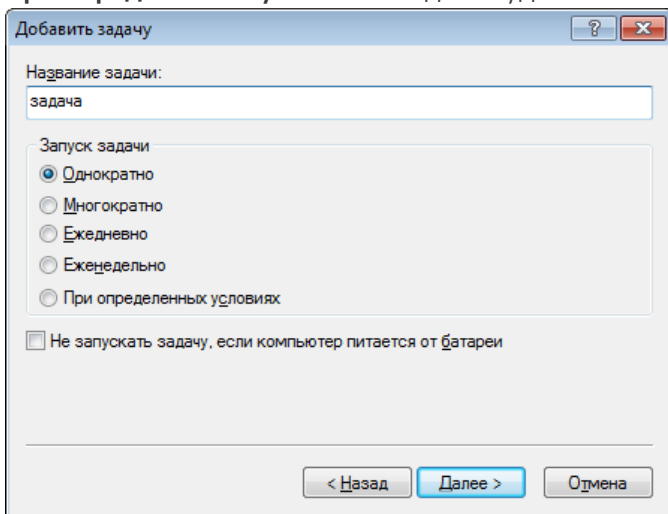 Добавить задачу
Название задачи:
задача
Запуск задачи
Однократно
Многократно
Ежедневно
Еженедельно
При определенных условиях
Не запускать задачу, если компьютер питается от батареи
< Назад Далее > Отмена